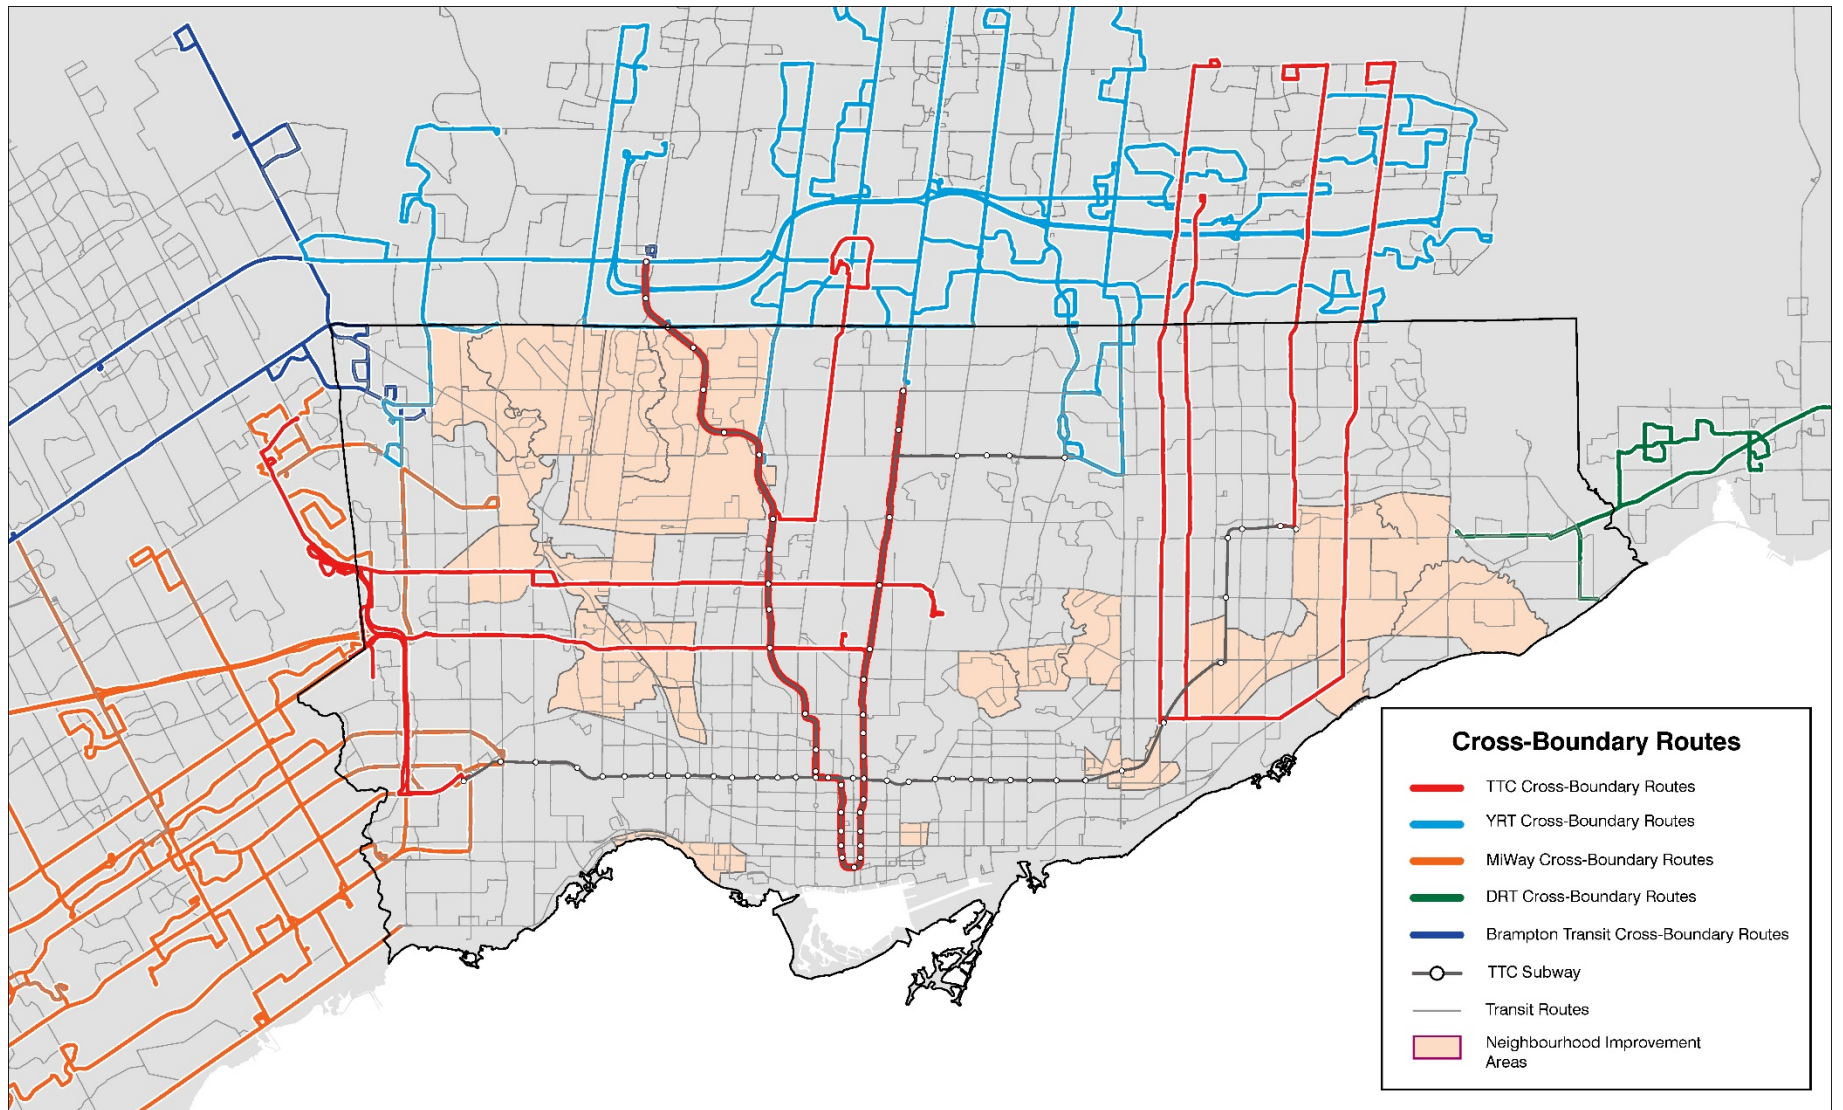 Cross-Boundary Routes
TTC Cross-Boundary Routes
YRT Cross-Boundary Routes
MiWay Cross-Boundary Routes
DRT Cross-Boundary Routes
Brampton Transit Cross-Boundary Routes
TTC Subway
Transit Routes
Neighbourhood Improvement
Areas